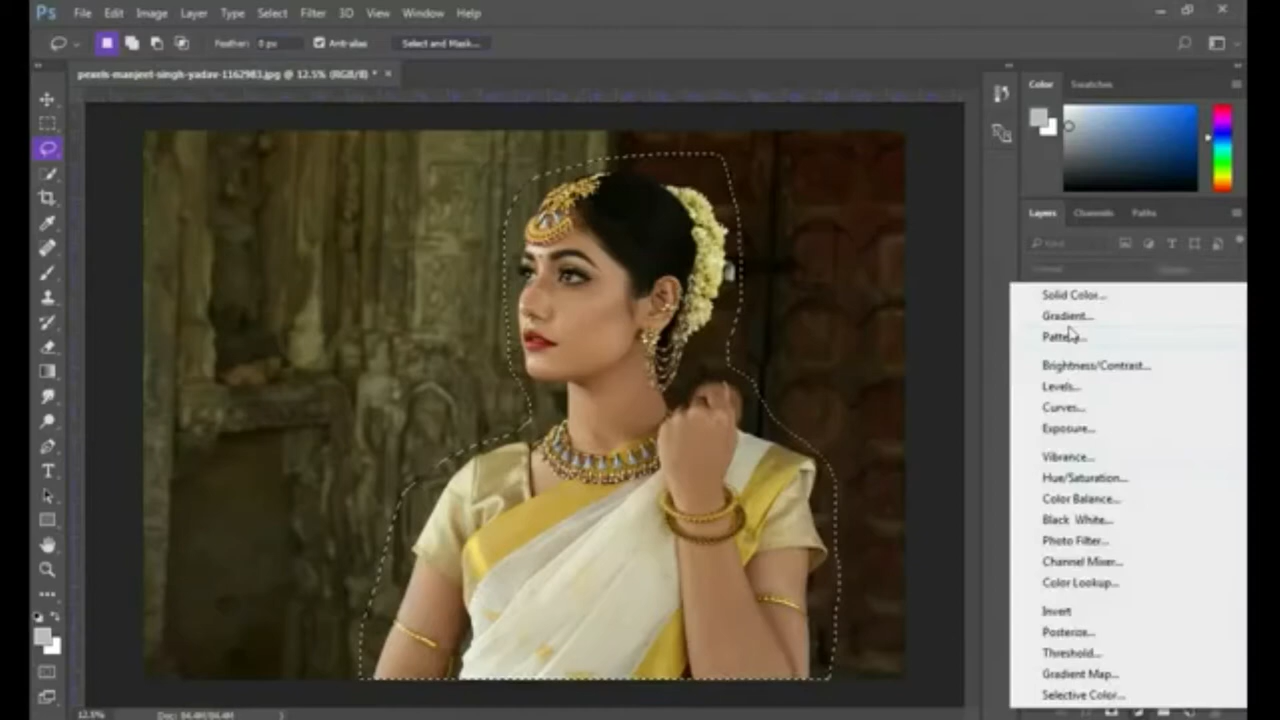 Ps File Edit Image Layer Type Select Filter 3D View Window Help
Feather: 0 px Anti-alias Select and Mask...
pexels-manjeet-singh-yadav-1162983.jpg @ 12.5% (RGB/8) *
Color Swatches
Layers Channels Paths
Kind
Solid Color...
Gradient...
Brightness/Contrast...
Levels...
Curves...
Exposure...
Vibrance...
Hue/Saturation...
Color Balance...
Black White...
Photo Filter...
Channel Mixer...
Color Lookup...
Invert
Posterize...
Threshold...
Gradient Map...
Selective Color...
12.5%